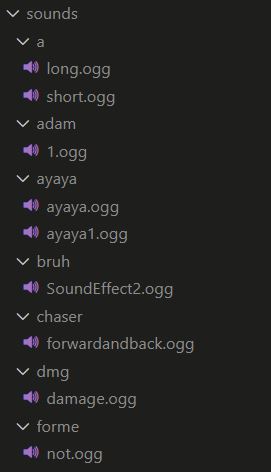 sounds
a
long.ogg
short.ogg
adam
1.ogg
ayaya
ayaya.ogg
ayaya1.ogg
bruh
SoundEffect2.ogg
chaser
forwardandback.ogg
dmg
damage.ogg
forme
not.ogg